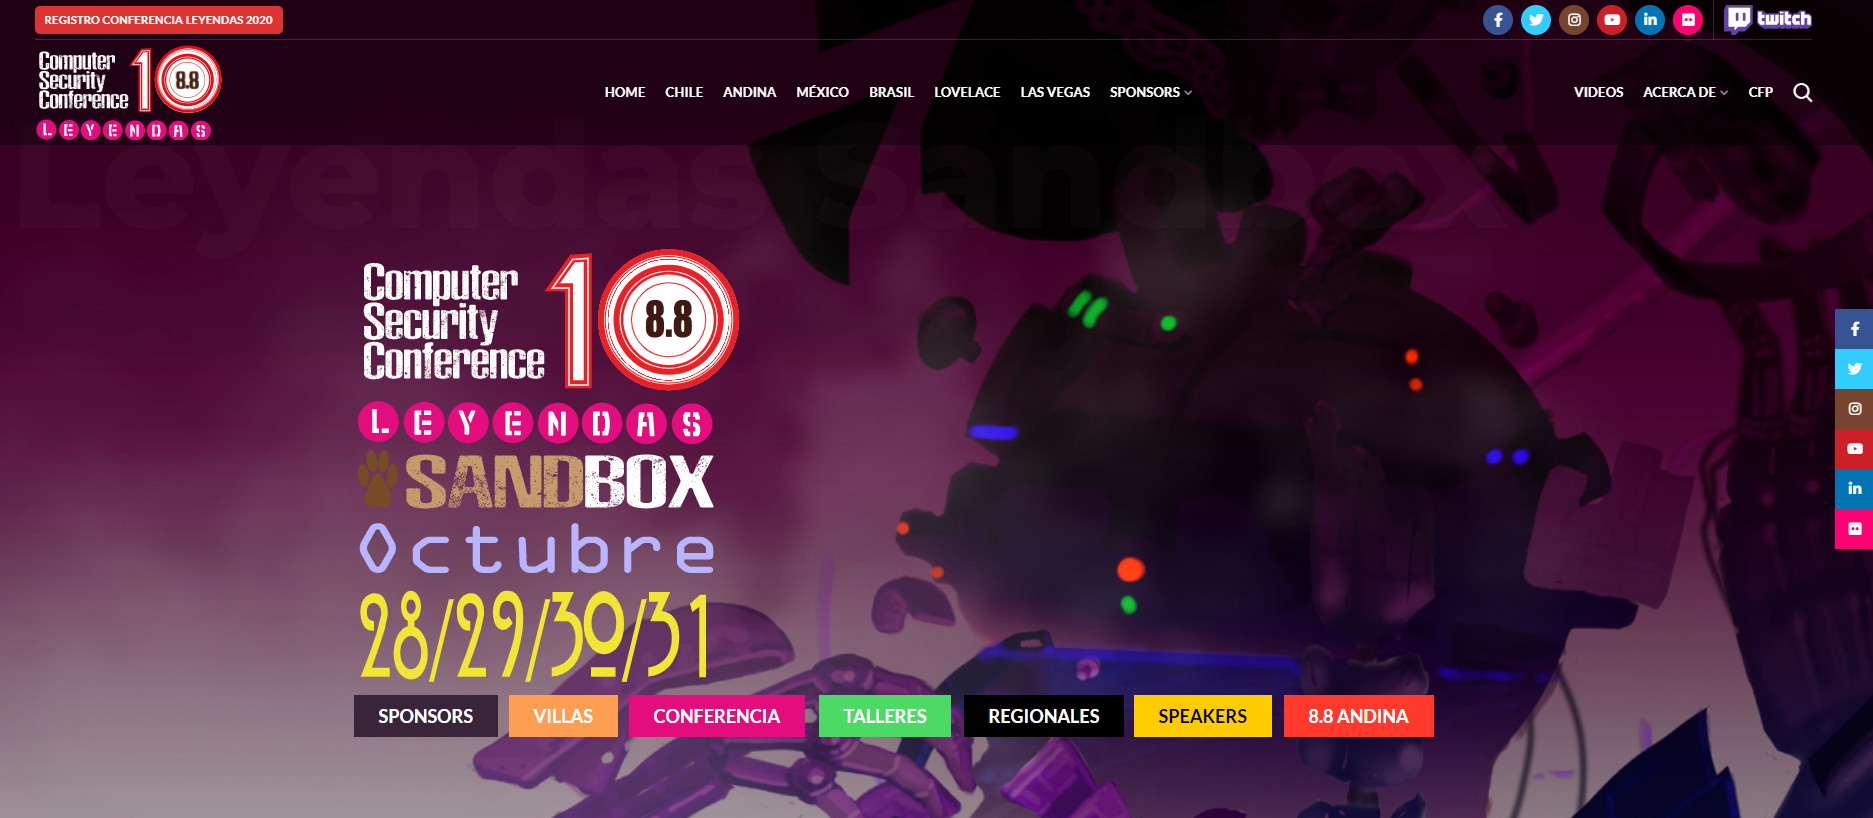 REGISTRO CONFERENCIA LEYENDAS 2020
twitch
Computer
Security
Conference
10
8.8
LEYENDAS
HOME CHILE ANDINA MÉXICO BRASIL LOVELACE LAS VEGAS SPONSORS
VIDEOS ACERCA DE CFP
Leyendas Sandbox
Computer
Security
Conference
10
8.8
LEYENDAS
SANDBOX
Octubre
28/29/30/31
SPONSORS VILLAS CONFERENCIA TALLERES REGIONALES SPEAKERS 8.8 ANDINA